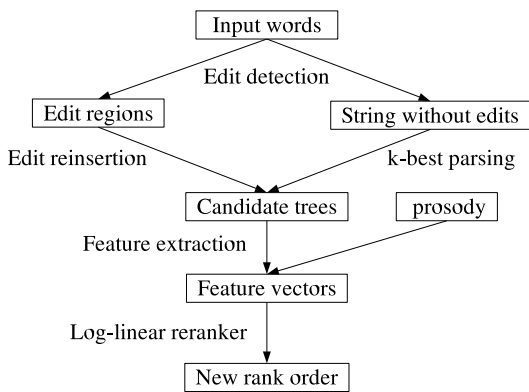 Input words
Edit detection
Edit regions
String without edits
Edit reinsertion
k-best parsing
Candidate trees
prosody
Feature extraction
Feature vectors
Log-linear reranker
New rank order